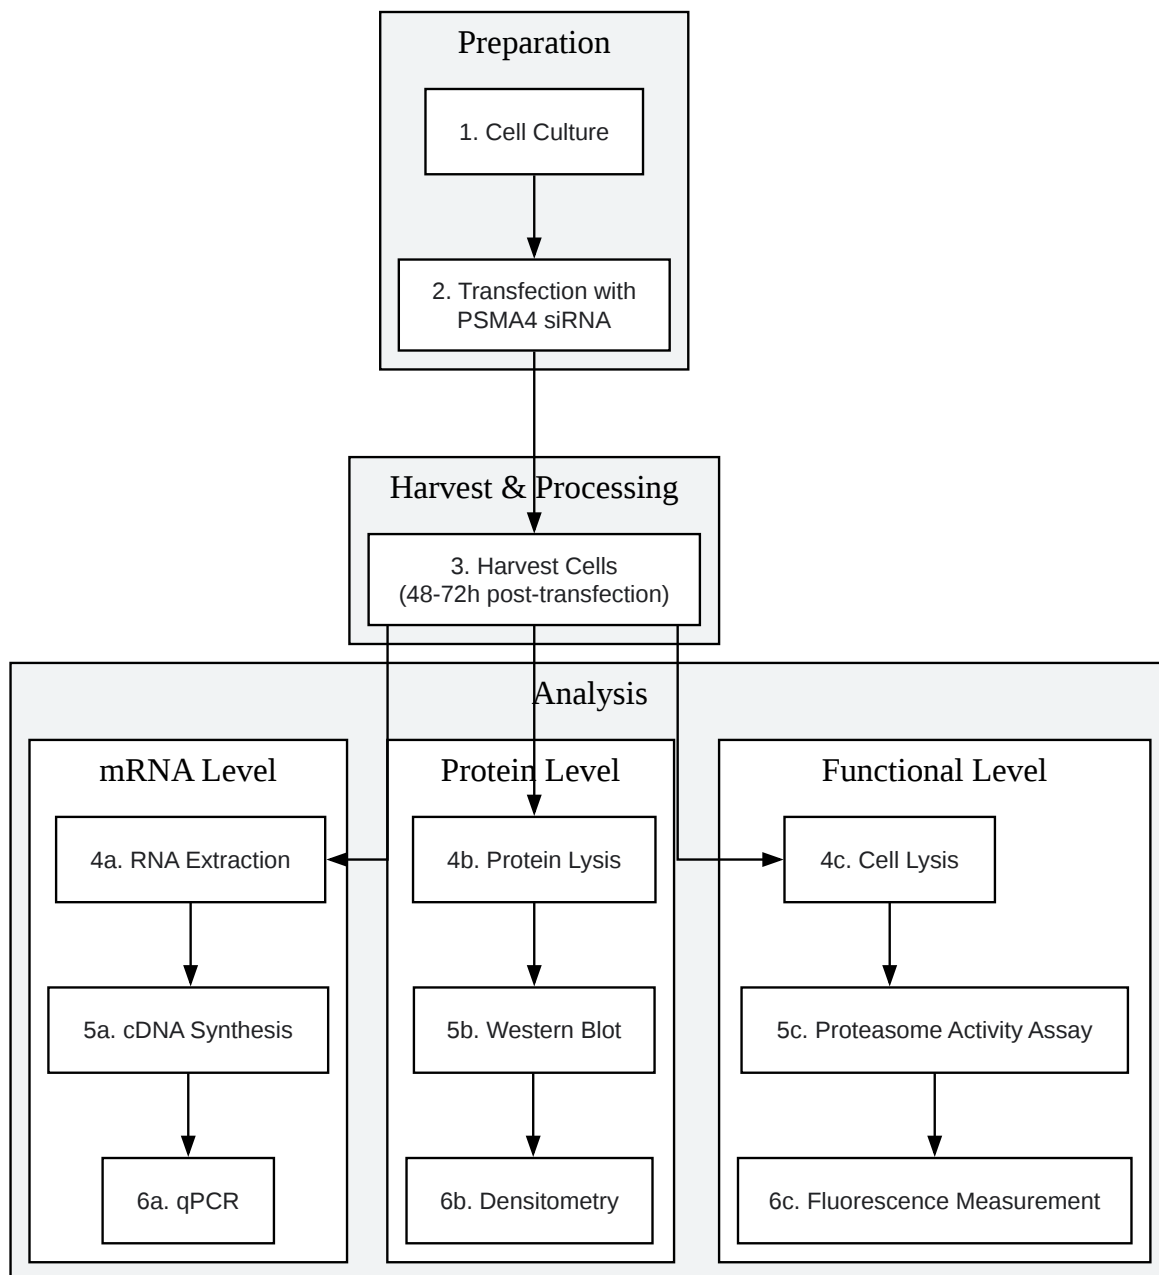 Preparation
1. Cell Culture
2. Transfection with
PSMA4 siRNA
Harvest & Processing
3. Harvest Cells
(48-72h post-transfection)
Analysis
mRNA Level
4a. RNA Extraction
5a. cDNA Synthesis
6a. qPCR
Protein Level
4b. Protein Lysis
5b. Western Blot
6b. Densitometry
Functional Level
4c. Cell Lysis
5c. Proteasome Activity Assay
6c. Fluorescence Measurement